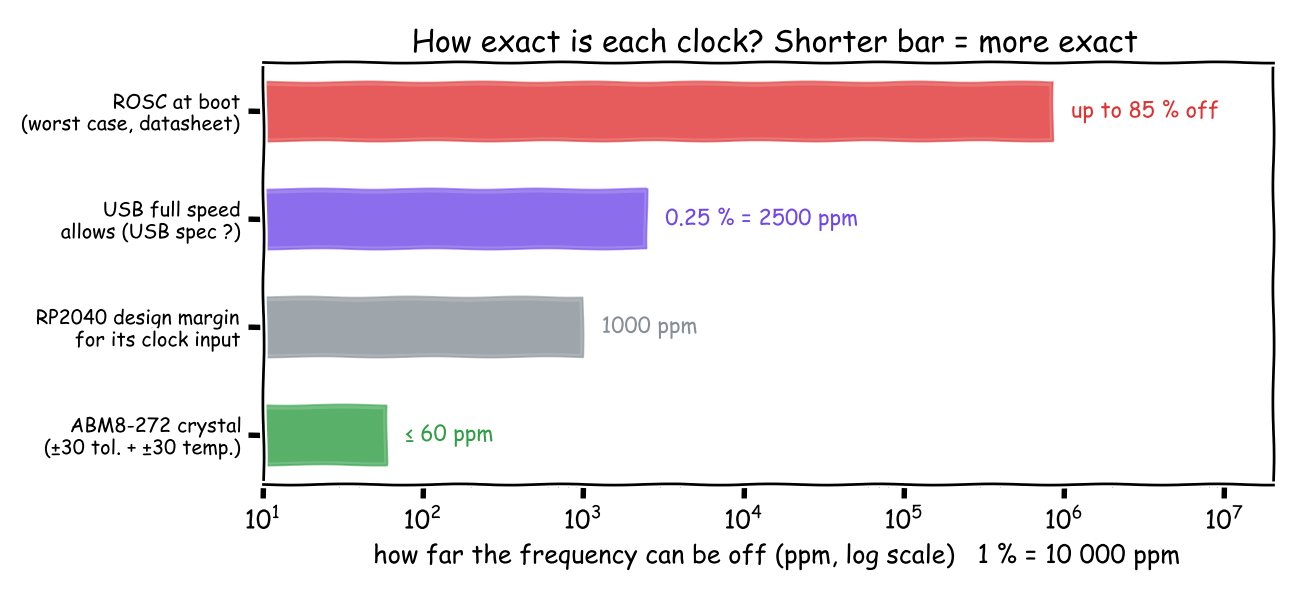 How exact is each clock? Shorter bar = more exact
ROSC at boot
(worst case, datasheet)
up to 85 % off
USB full speed
allows (USB spec ?)
0.25 % = 2500 ppm
RP2040 design margin
for its clock input
1000 ppm
ABM8-272 crystal
(±30 tol. + ±30 temp.)
≤ 60 ppm
10¹ 10² 10³ 10⁴ 10⁵ 10⁶ 10⁷
how far the frequency can be off (ppm, log scale) 1 % = 10 000 ppm